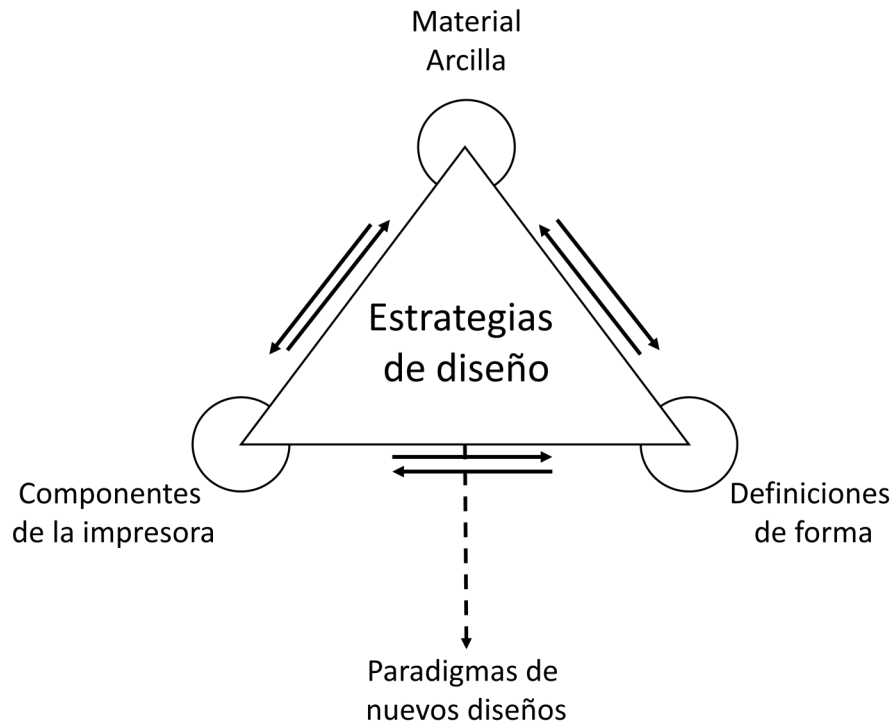 Material
Arcilla
Estrategias
de diseño
Componentes
de la impresora
Definiciones
de forma
Paradigmas de
nuevos diseños